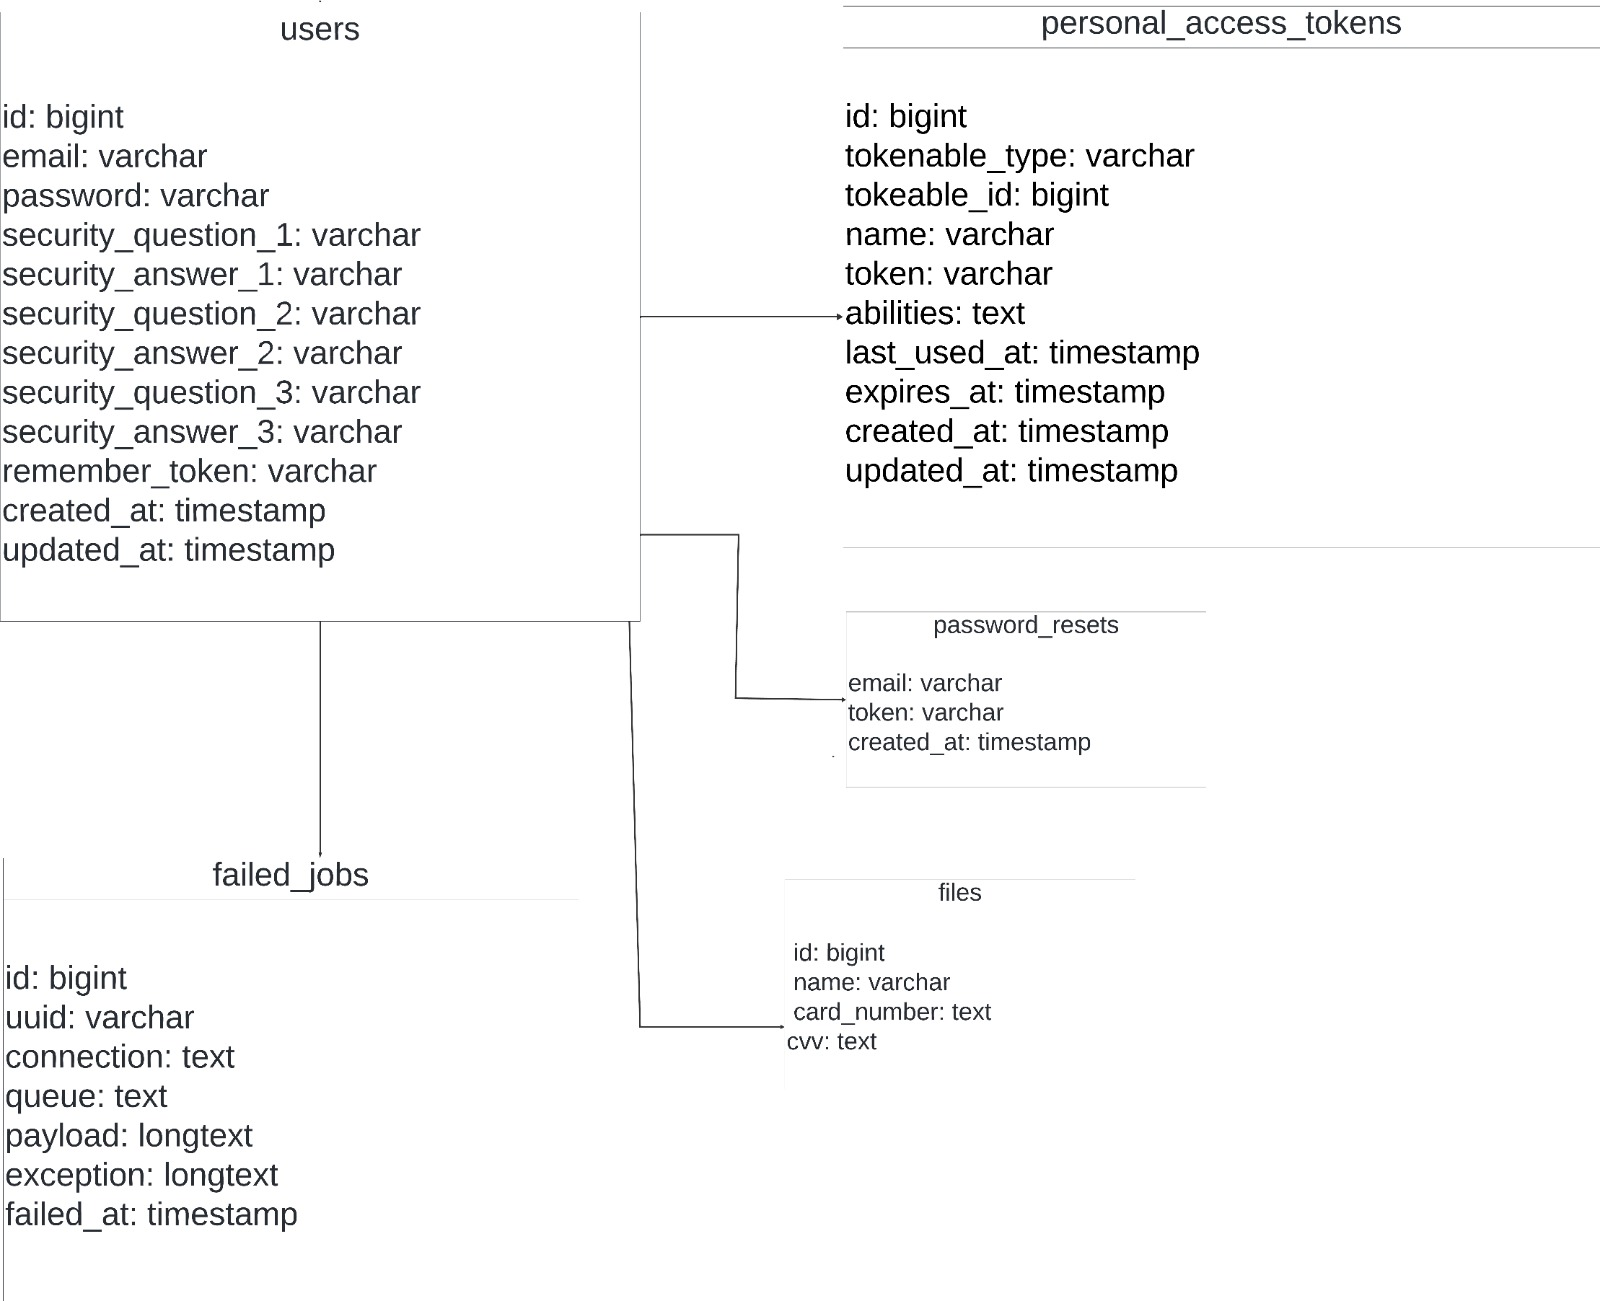 users
id: bigint
email: varchar
password: varchar
security_question_1: varchar
security_answer_1: varchar
security_question_2: varchar
security_answer_2: varchar
security_question_3: varchar
security_answer_3: varchar
remember_token: varchar
created_at: timestamp
updated_at: timestamp
personal_access_tokens
id: bigint
tokenable_type: varchar
tokeable_id: bigint
name: varchar
token: varchar
abilities: text
last_used_at: timestamp
expires_at: timestamp
created_at: timestamp
updated_at: timestamp
password_resets
email: varchar
token: varchar
created_at: timestamp
failed_jobs
id: bigint
uuid: varchar
connection: text
queue: text
payload: longtext
exception: longtext
failed_at: timestamp
files
id: bigint
name: varchar
card_number: text
cvv: text